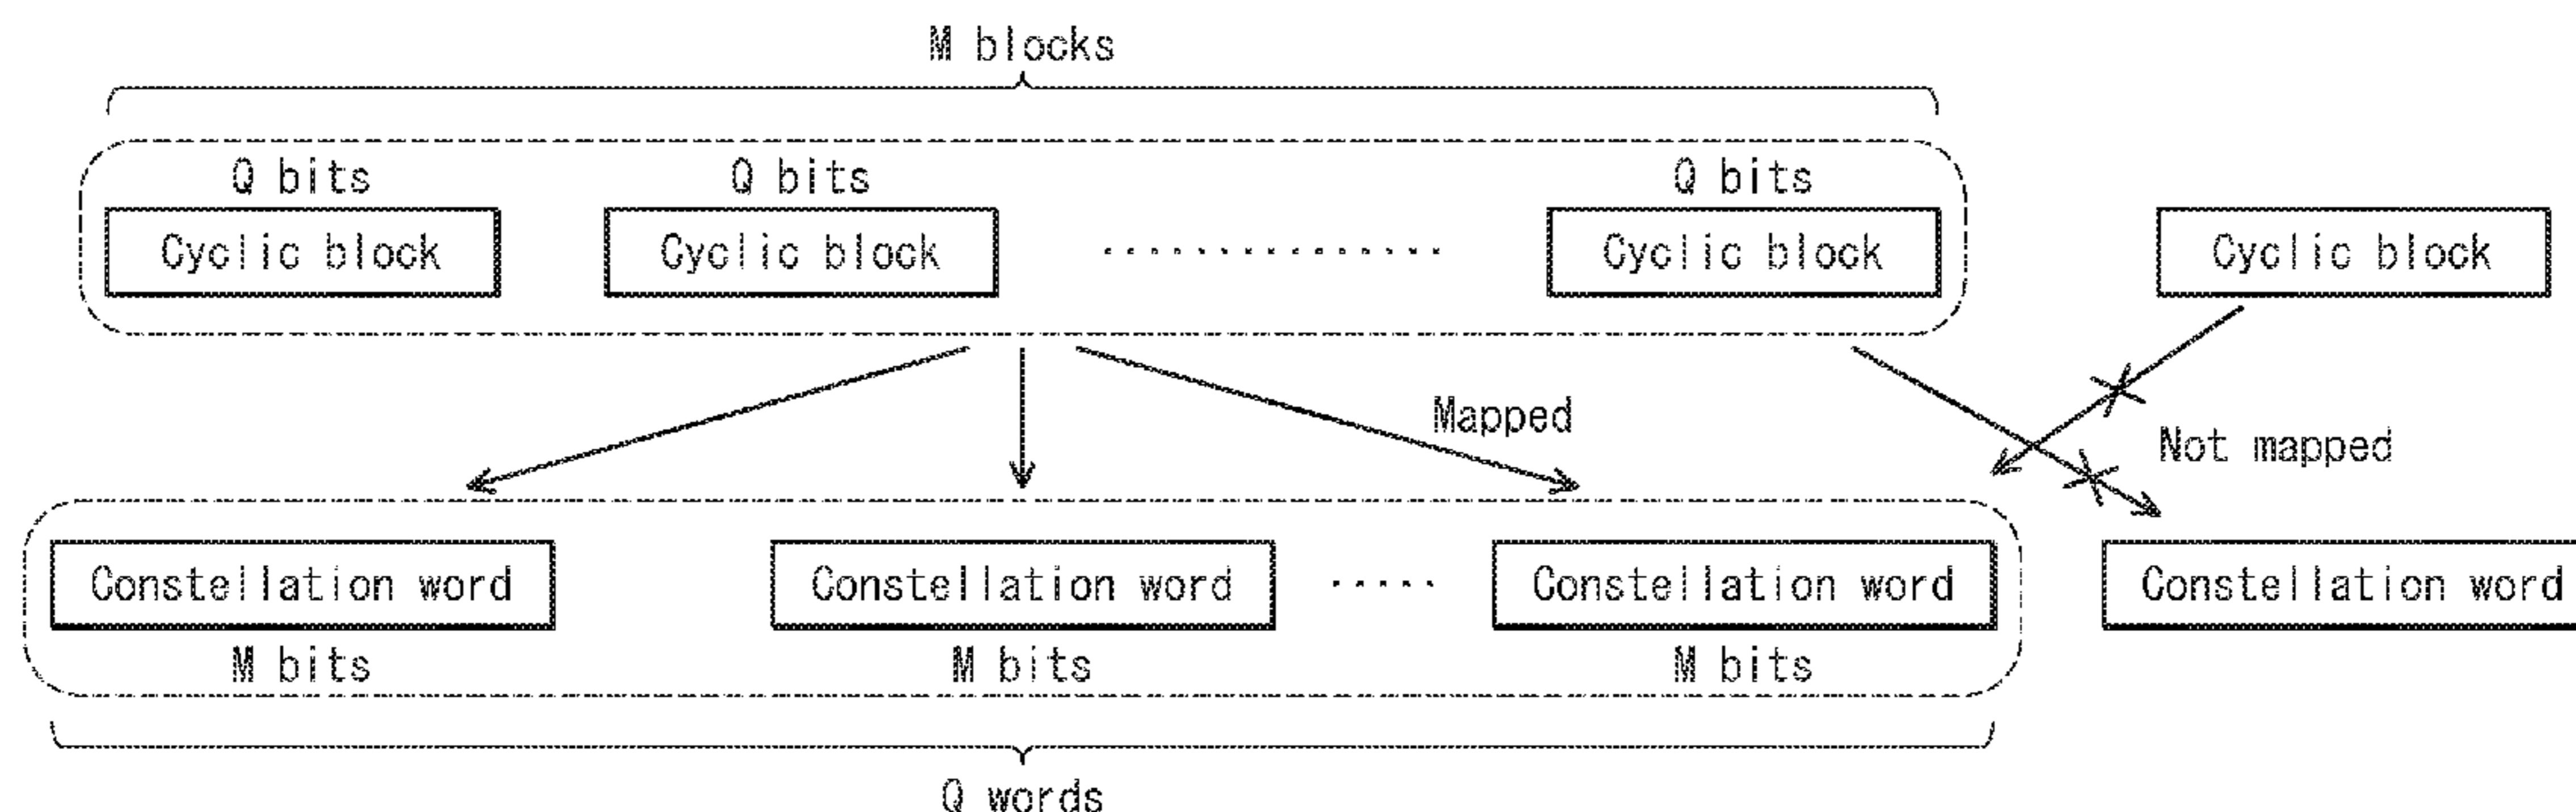 M blocks
Q bits Q bits Q bits
Cyclic block Cyclic block ·············· Cyclic block Cyclic block
Mapped
Not mapped
Constellation word Constellation word ····· Constellation word Constellation word
M bits M bits M bits
Q words